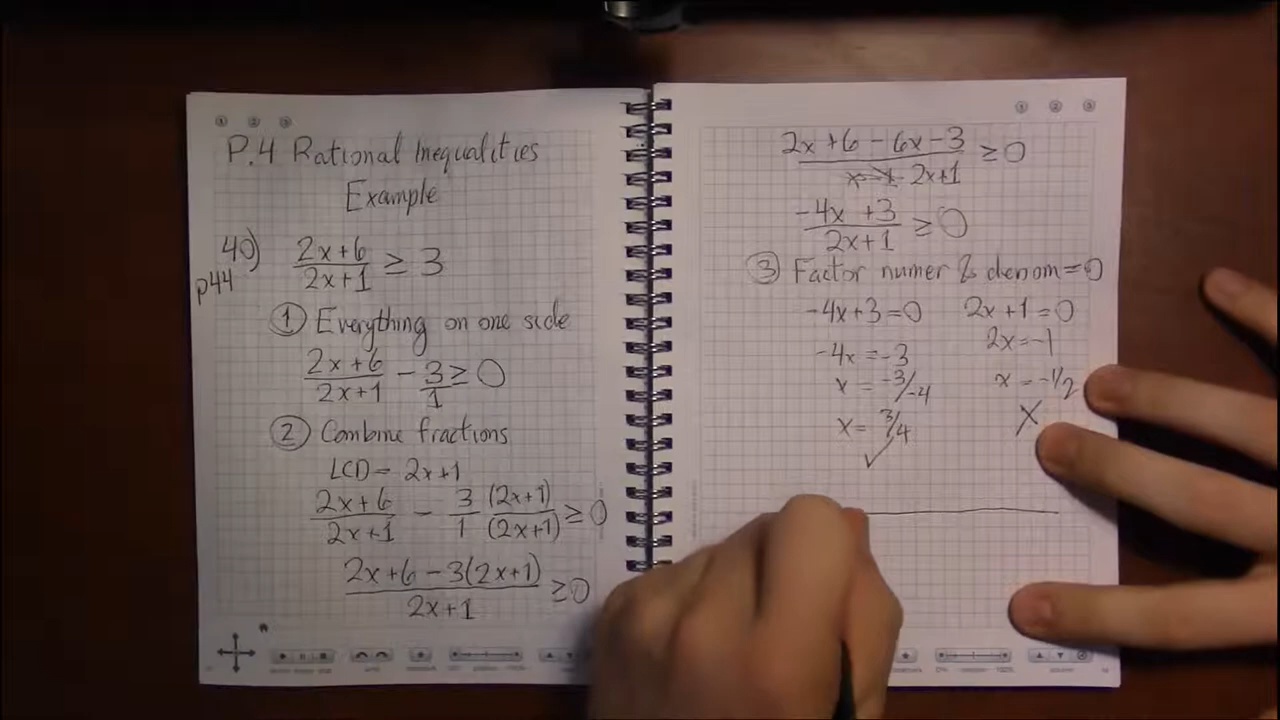 P.4 Rational Inequalities
Example
40) (2x+6)/(2x+1) ≥ 3
p44
① Everything on one side
(2x+6)/(2x+1) - 3/1 ≥ 0
② Combine fractions
LCD = 2x+1
(2x+6)/(2x+1) - 3/1 (2x+1)/(2x+1) ≥ 0
(2x+6-3(2x+1))/(2x+1) ≥ 0
(2x+6-6x-3)/(2x+1) ≥ 0
(-4x+3)/(2x+1) ≥ 0
③ Factor numer & denom = 0
-4x+3=0 2x+1=0
-4x=-3 2x=-1
x = -3/-4 x = -1/2
x = 3/4 X
✓